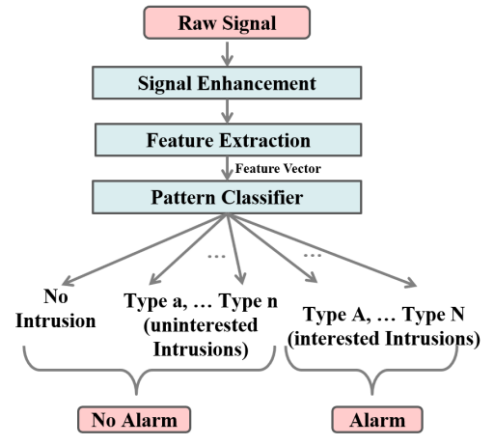 Raw Signal
Signal Enhancement
Feature Extraction
Feature Vector
Pattern Classifier
... ...
No
Intrusion
Type a, ... Type n
(uninterested
Intrusions)
Type A, ... Type N
(interested Intrusions)
No Alarm
Alarm